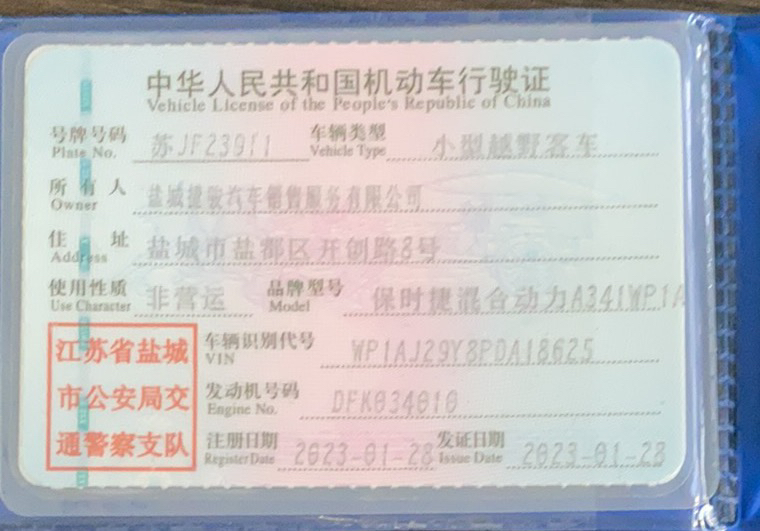 中华人民共和国机动车行驶证
Vehicle License of the People's Republic of China
号牌号码 苏JF23911 车辆类型 小型越野客车
Plate No. Vehicle Type
所有人 盐城捷骏汽车销售服务有限公司
Owner
住址 盐城市盐都区开创路8号
Address
使用性质 非营运 品牌型号 保时捷混合动力A341WP1A
Use Character Model
江苏省盐城 车辆识别代号 WP1AJ29Y8PDA18625
VIN
市公安局交 发动机号码 DFK034010
Engine No.
通警察支队 注册日期 2023-01-28 发证日期 2023-01-28
Register Date Issue Date